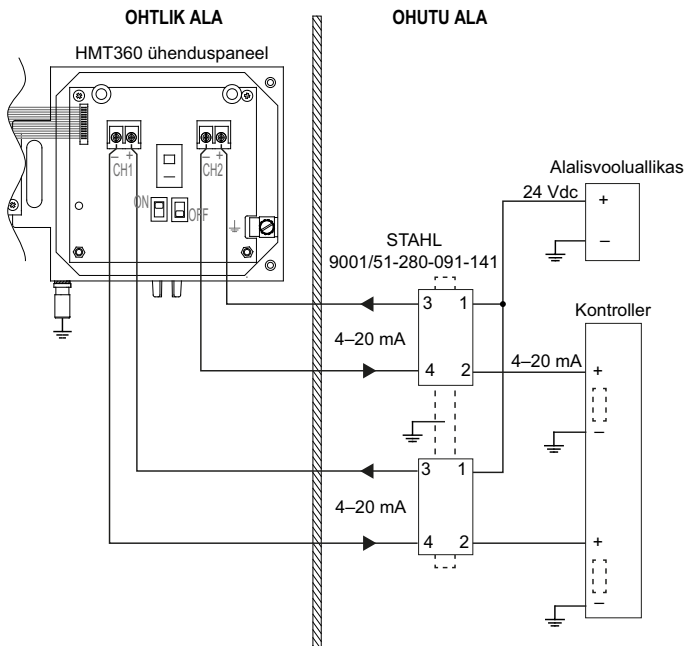 OHTLIK ALA
OHUTU ALA
HMT360 ühenduspaneel
– +
CH1
– +
CH2
ON
OFF
Alalisvooluallikas
24 Vdc
+
–
STAHL
9001/51-280-091-141
3 1
4–20 mA
4 2
Kontroller
4–20 mA
+
–
3 1
4–20 mA
4 2
+
–